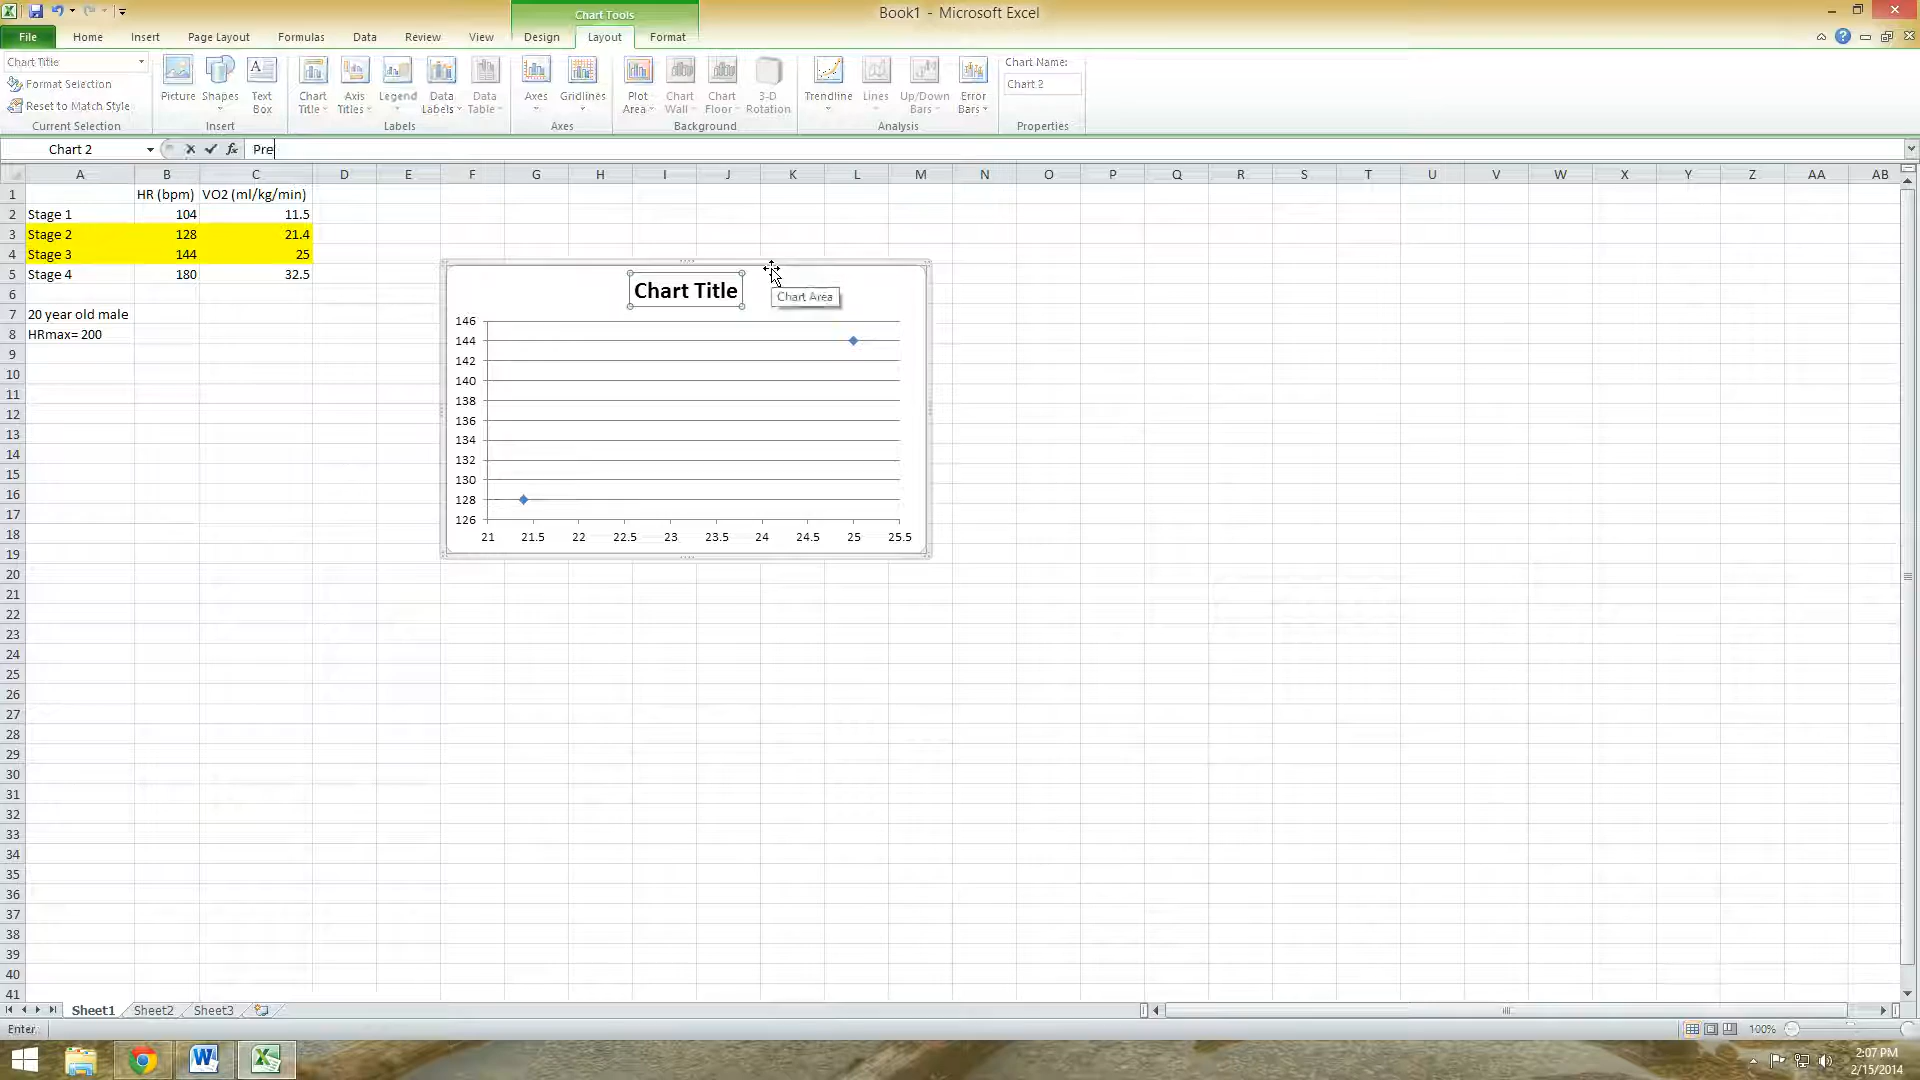 Chart Tools
Book1 - Microsoft Excel
File Home Insert Page Layout Formulas Data Review View Design Layout Format
Chart Title
Format Selection
Reset to Match Style
Current Selection
Picture Shapes Text Box
Insert
Chart Title Axis Titles Legend Data Labels Data Table
Labels
Axes Gridlines
Axes
Plot Area Chart Wall Chart Floor 3-D Rotation
Background
Trendline Lines Up/Down Bars Error Bars
Analysis
Chart Name:
Chart 2
Properties
Chart 2 fx Pre
A B C D E F G H I J K L M N O P Q R S T U V W X Y Z AA AB
1 HR (bpm) VO2 (ml/kg/min)
2 Stage 1 104 11.5
3 Stage 2 128 21.4
4 Stage 3 144 25
5 Stage 4 180 32.5
6
7 20 year old male
8 HRmax= 200
9
10
11
12
13
14
15
16
17
18
19
20
21
22
23
24
25
26
27
28
29
30
31
32
33
34
35
36
37
38
39
40
41
Chart Title
Chart Area
146
144
142
140
138
136
134
132
130
128
126
21 21.5 22 22.5 23 23.5 24 24.5 25 25.5
Sheet1 Sheet2 Sheet3
Enter
100%
2:07 PM
2/15/2014